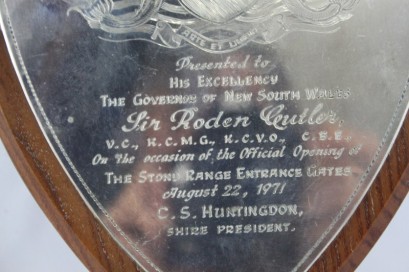 Presented to
HIS EXCELLENCY
THE GOVERNOR OF NEW SOUTH WALES
Sir Roden Cutler,
V.C., K.C.M.G., K.C.V.O., C.B.E.,
On the occasion of the Official Opening of
THE STONY RANGE ENTRANCE GATES
August 22, 1971
C. S. HUNTINGDON,
SHIRE PRESIDENT.